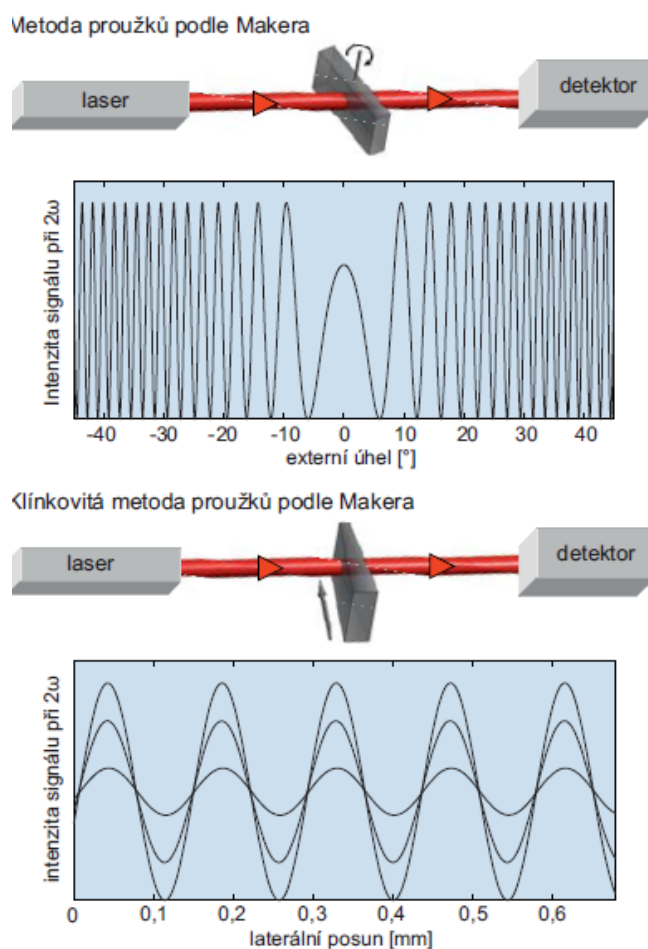 Metoda proužků podle Makera
laser
detektor
Intenzita signálu při 2ω
-40 -30 -20 -10 0 10 20 30 40
externí úhel [°]
Klínkovitá metoda proužků podle Makera
laser
detektor
intenzita signálu při 2ω
0 0,1 0,2 0,3 0,4 0,5 0,6
laterální posun [mm]